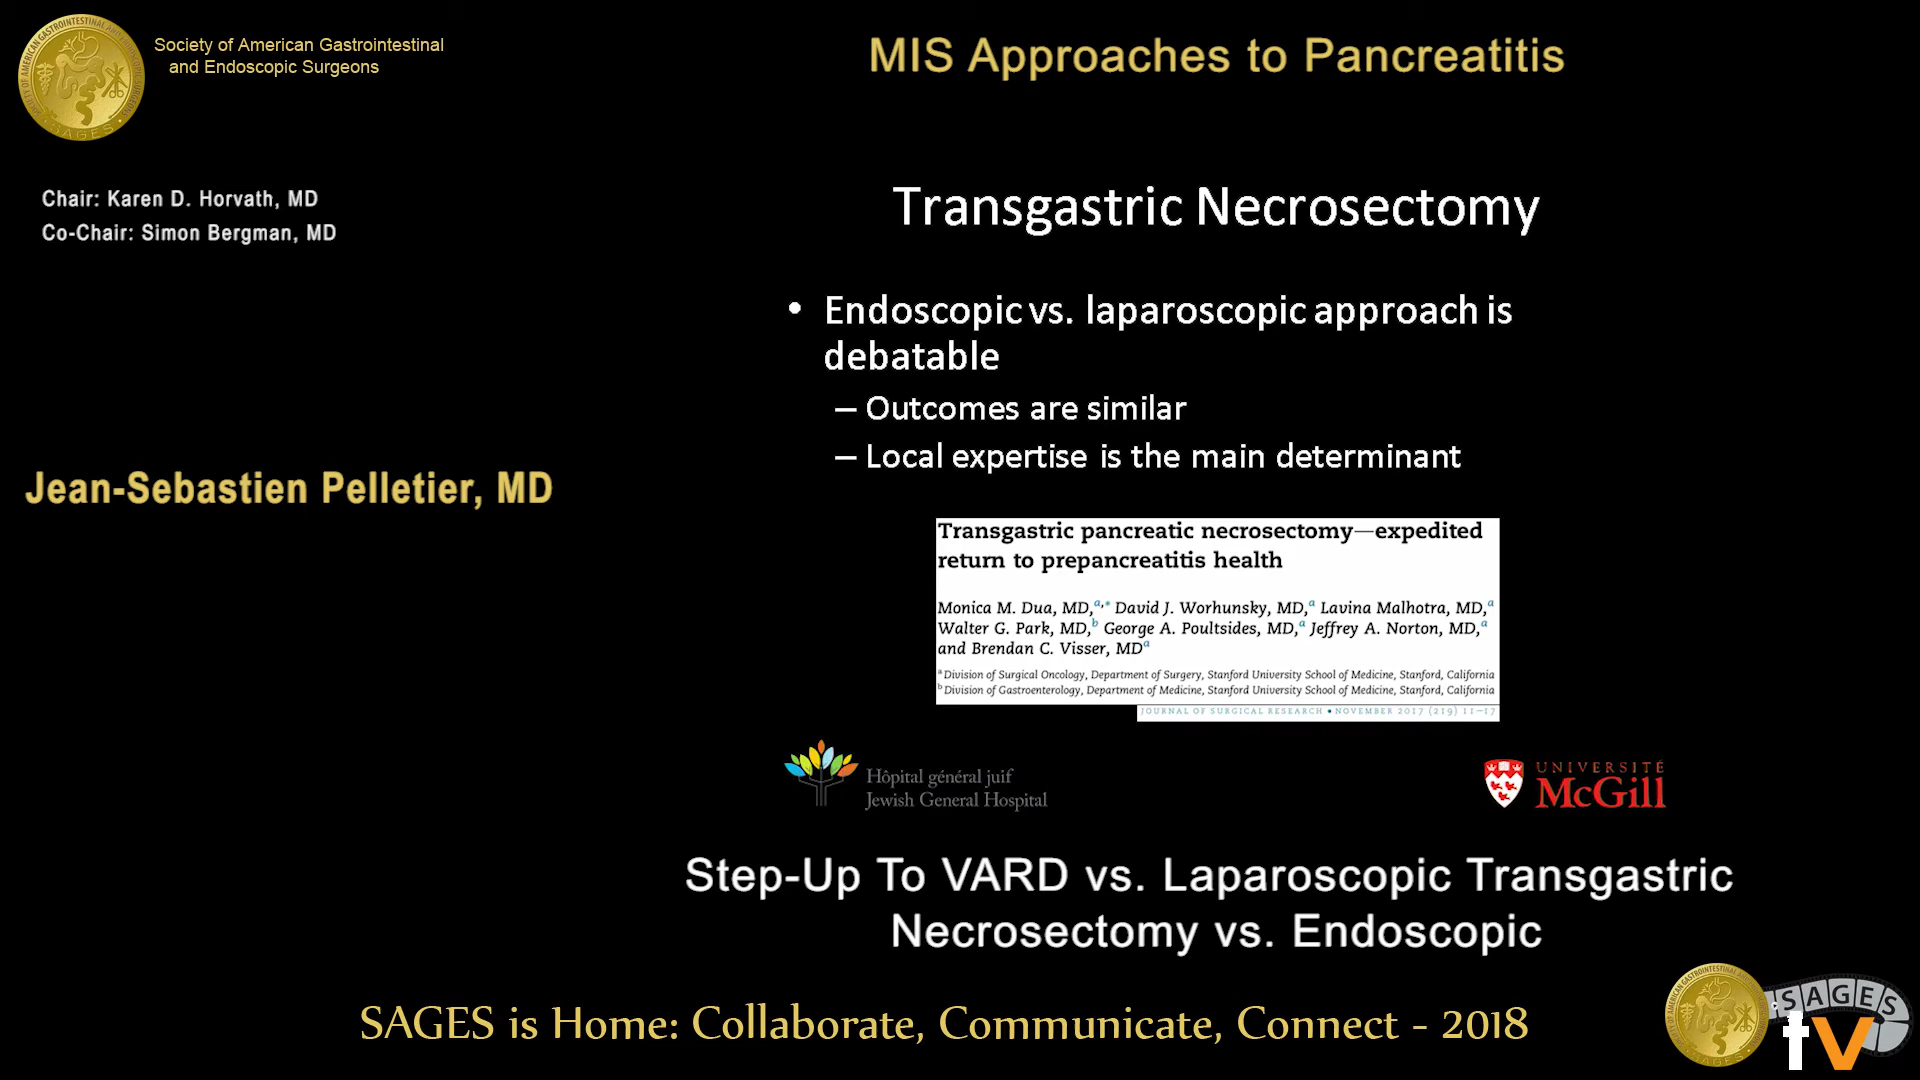 Society of American Gastrointestinal
and Endoscopic Surgeons
MIS Approaches to Pancreatitis
Chair: Karen D. Horvath, MD
Co-Chair: Simon Bergman, MD
Transgastric Necrosectomy
• Endoscopic vs. laparoscopic approach is
debatable
– Outcomes are similar
– Local expertise is the main determinant
Jean-Sebastien Pelletier, MD
Transgastric pancreatic necrosectomy—expedited
return to prepancreatitis health
Monica M. Dua, MD,a,* David J. Worhunsky, MD,a Lavina Malhotra, MD,a
Walter G. Park, MD,b George A. Poultsides, MD,a Jeffrey A. Norton, MD,a
and Brendan C. Visser, MDa
a Division of Surgical Oncology, Department of Surgery, Stanford University School of Medicine, Stanford, California
b Division of Gastroenterology, Department of Medicine, Stanford University School of Medicine, Stanford, California
JOURNAL OF SURGICAL RESEARCH • NOVEMBER 2017 (219) 11–17
Hôpital général juif
Jewish General Hospital
UNIVERSITÉ
McGill
Step-Up To VARD vs. Laparoscopic Transgastric
Necrosectomy vs. Endoscopic
SAGES is Home: Collaborate, Communicate, Connect - 2018
SAGES
tv